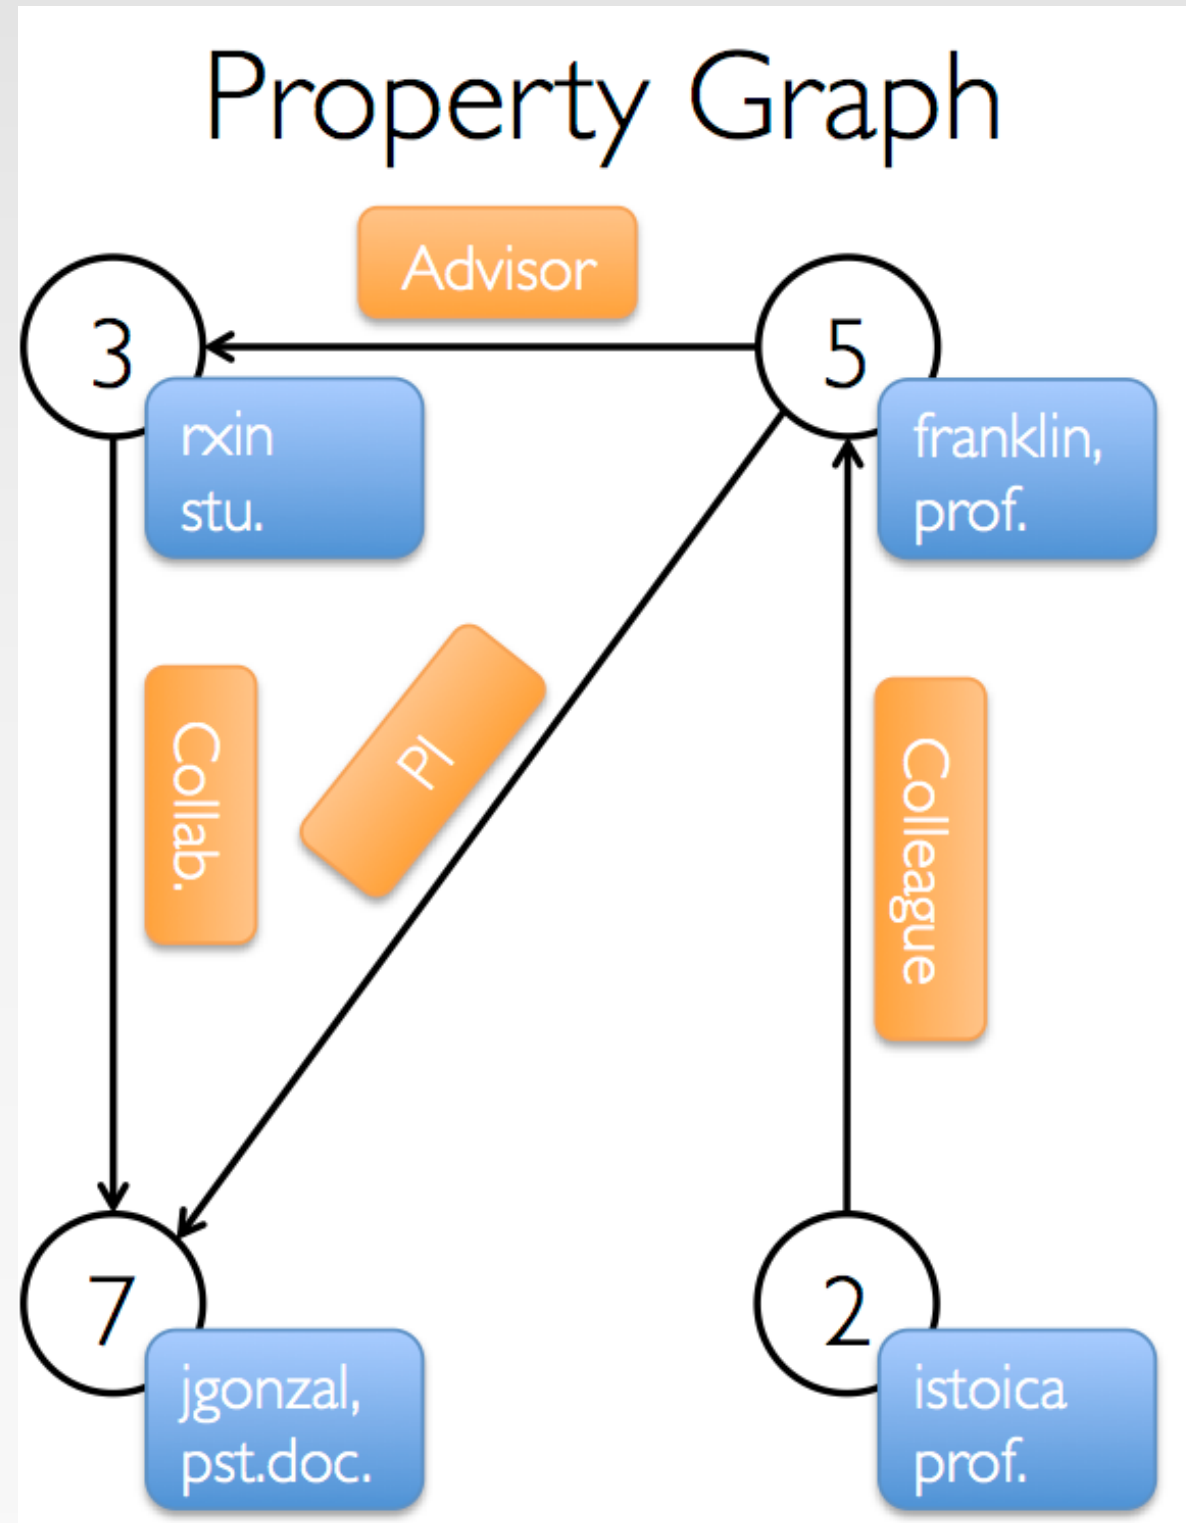 Property Graph
Advisor
3
5
rxin
stu.
franklin,
prof.
Collab.
PI
Colleague
7
2
jgonzal,
pst.doc.
istoica
prof.